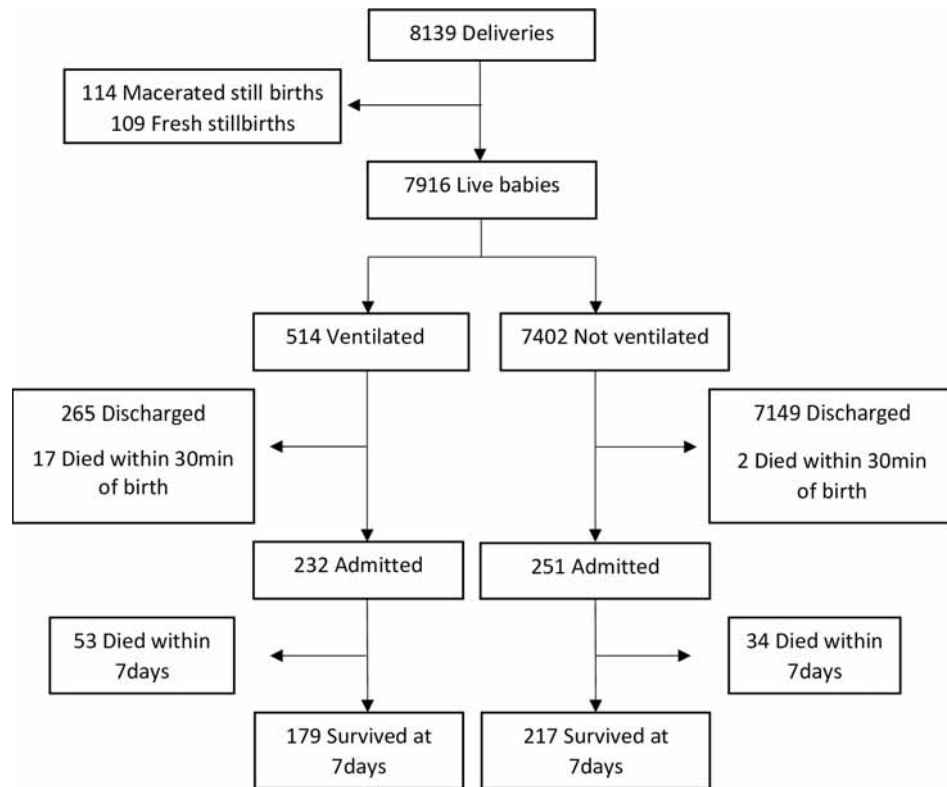 8139 Deliveries
114 Macerated still births
109 Fresh stillbirths
7916 Live babies
514 Ventilated
7402 Not ventilated
265 Discharged
17 Died within 30min
of birth
7149 Discharged
2 Died within 30min
of birth
232 Admitted
251 Admitted
53 Died within
7days
34 Died within
7days
179 Survived at
7days
217 Survived at
7days